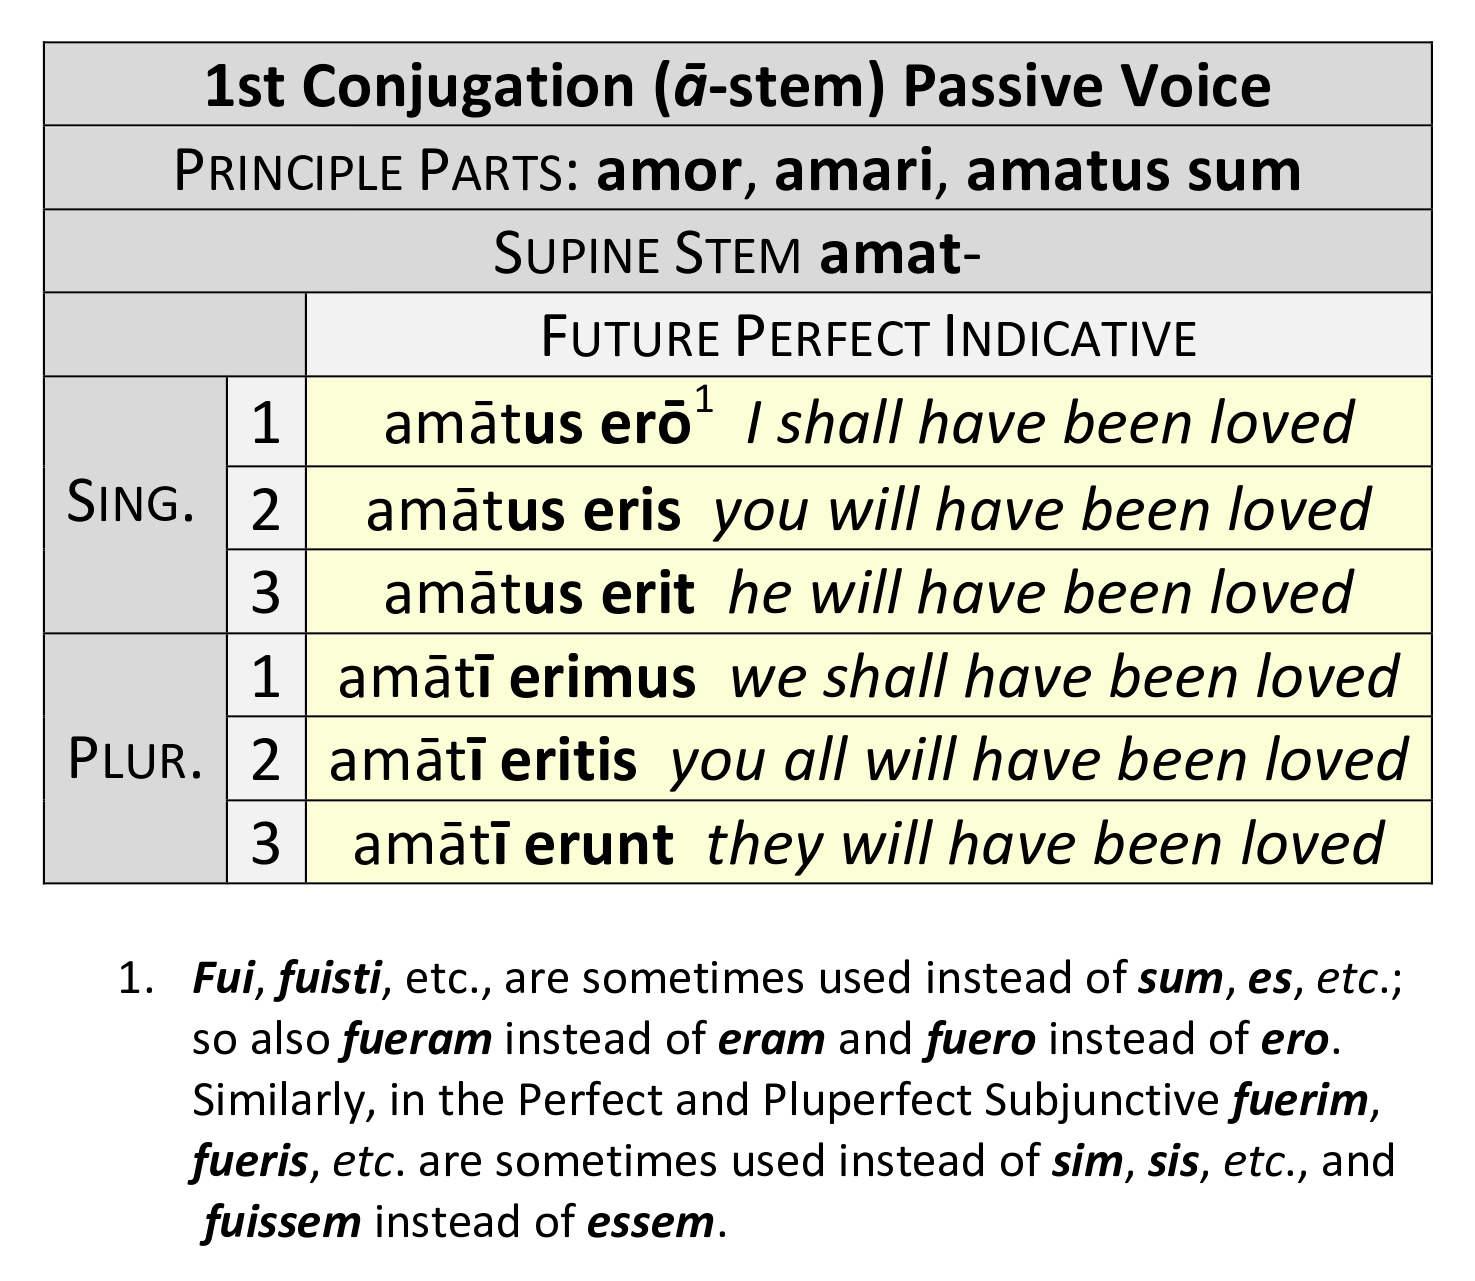 1st Conjugation (ā-stem) Passive Voice
PRINCIPLE PARTS: amor, amari, amatus sum
SUPINE STEM amat-
FUTURE PERFECT INDICATIVE
SING.
1 amātus erō¹ I shall have been loved
2 amātus eris you will have been loved
3 amātus erit he will have been loved
PLUR.
1 amātī erimus we shall have been loved
2 amātī eritis you all will have been loved
3 amātī erunt they will have been loved
1. Fui, fuisti, etc., are sometimes used instead of sum, es, etc.;
so also fueram instead of eram and fuero instead of ero.
Similarly, in the Perfect and Pluperfect Subjunctive fuerim,
fueris, etc. are sometimes used instead of sim, sis, etc., and
fuissem instead of essem.